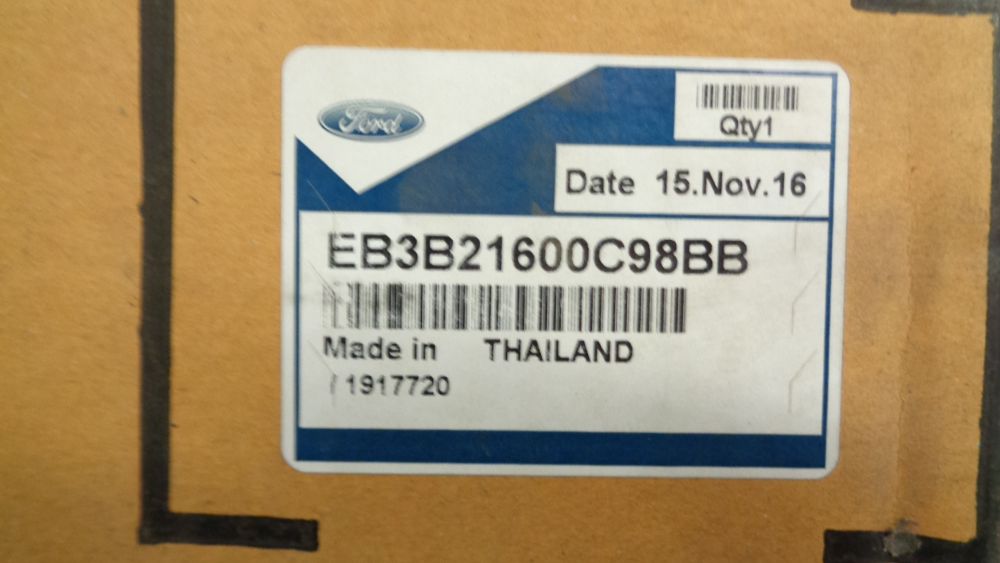 Ford
Qty1
Date 15.Nov.16
EB3B21600C98BB
Made in THAILAND
/ 1917720